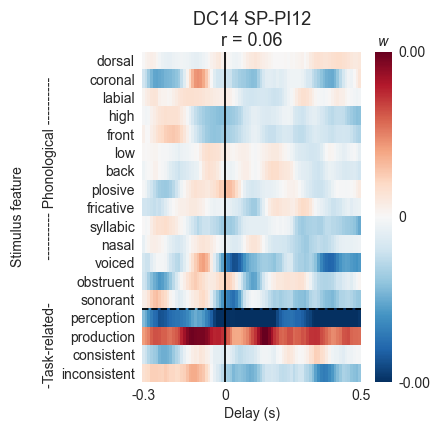 DC14 SP-PI12
r = 0.06
w
0.00
0
-0.00
Stimulus feature
---------- Phonological ----------
-Task-related-
dorsal
coronal
labial
high
front
low
back
plosive
fricative
syllabic
nasal
voiced
obstruent
sonorant
perception
production
consistent
inconsistent
-0.3
0
0.5
Delay (s)